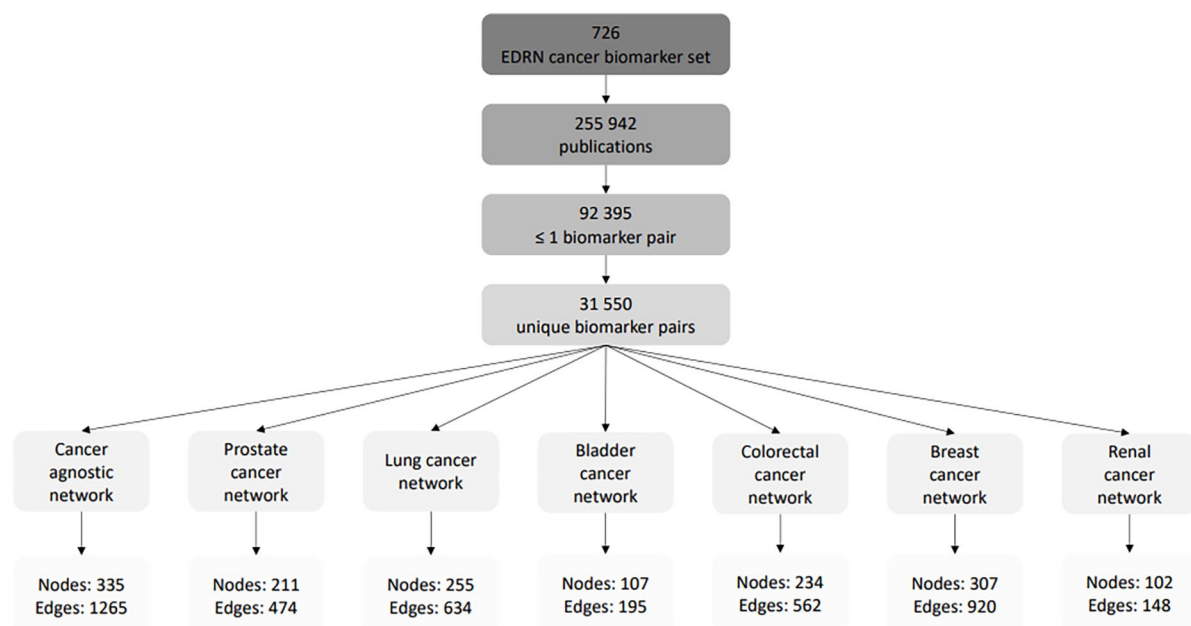 726
EDRN cancer biomarker set
255 942
publications
92 395
≤ 1 biomarker pair
31 550
unique biomarker pairs
Cancer
agnostic
network
Prostate
cancer
network
Lung cancer
network
Bladder
cancer
network
Colorectal
cancer
network
Breast
cancer
network
Renal
cancer
network
Nodes: 335
Edges: 1265
Nodes: 211
Edges: 474
Nodes: 255
Edges: 634
Nodes: 107
Edges: 195
Nodes: 234
Edges: 562
Nodes: 307
Edges: 920
Nodes: 102
Edges: 148